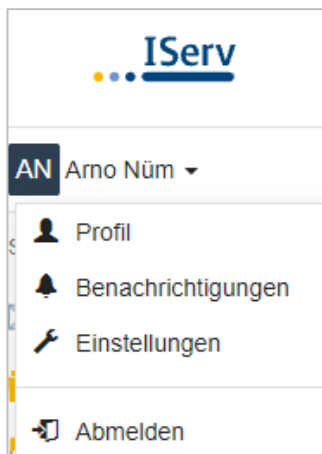 IServ
AN Arno Nüm
Profil
Benachrichtigungen
Einstellungen
Abmelden